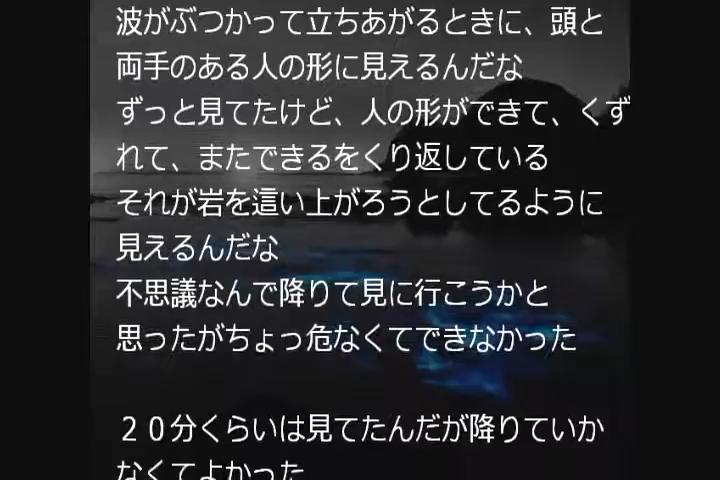 波がぶつかって立ちあがるときに、頭と
両手のある人の形に見えるんだな
ずっと見てたけど、人の形ができて、くず
れて、またできるをくり返している
それが岩を這い上がろうとしてるように
見えるんだな
不思議なんで降りて見に行こうかと
思ったがちょっ危なくてできなかった
２０分くらいは見てたんだが降りていか
なくてよかった